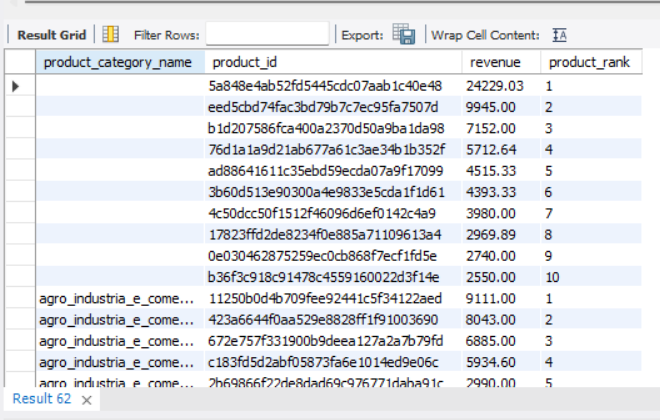 Result Grid Filter Rows: Export: Wrap Cell Content: IA
product_category_name product_id revenue product_rank
5a848e4ab52fd5445cdc07aab1c40e48 24229.03 1
eed5cbd74fac3bd79b7c7ec95fa7507d 9945.00 2
b1d207586fca400a2370d50a9ba1da98 7152.00 3
76d1a1a9d21ab677a61c3ae34b1b352f 5712.64 4
ad88641611c35ebd59ecda07a9f17099 4515.33 5
3b60d513e90300a4e9833e5cda1f1d61 4393.33 6
4c50dcc50f1512f46096d6ef0142c4a9 3980.00 7
17823ffd2de8234f0e885a71109613a4 2969.89 8
0e030462875259ec0cb868f7ecf1fd5e 2740.00 9
b36f3c918c91478c4559160022d3f14e 2550.00 10
agro_industria_e_come... 11250b0d4b709fee92441c5f34122aed 9111.00 1
agro_industria_e_come... 423a6644f0aa529e8828ff1f91003690 8043.00 2
agro_industria_e_come... 672e757f331900b9deea127a2a7b79fd 6885.00 3
agro_industria_e_come... c183fd5d2abf05873fa6e1014ed9e06c 5934.60 4
agro_industria_e_come... 2b69866f22de8dad69c976771daba91c 2990.00 5
Result 62